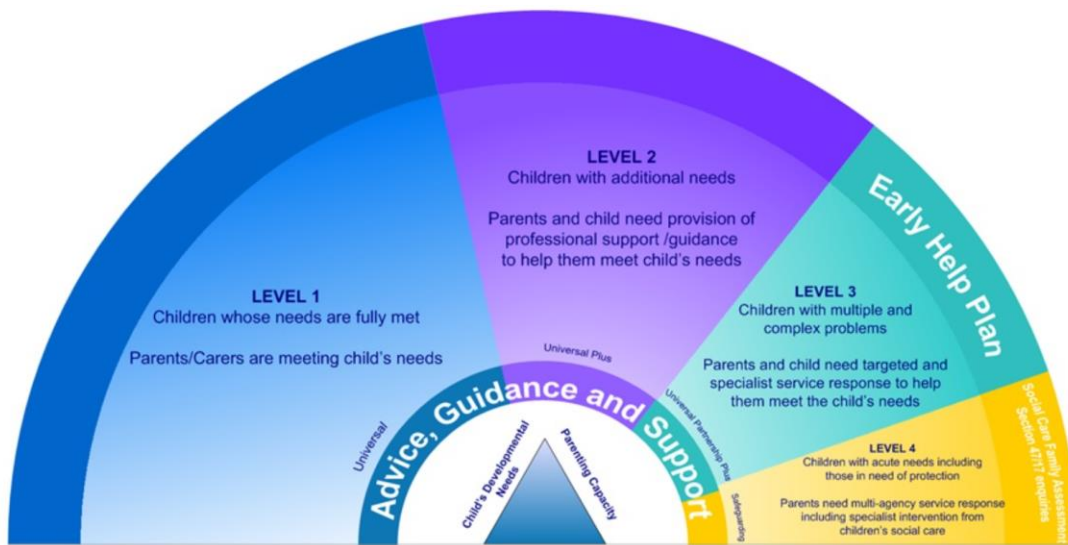 LEVEL 1
Children whose needs are fully met
Parents/Carers are meeting child's needs
LEVEL 2
Children with additional needs
Parents and child need provision of
professional support /guidance
to help them meet child's needs
LEVEL 3
Children with multiple and
complex problems
Parents and child need targeted and
specialist service response to help
them meet the child's needs
LEVEL 4
Children with acute needs including
those in need of protection
Parents need multi-agency service response
including specialist intervention from
children's social care
Early Help Plan
Social Care Family Assessment
Section 47/17 enquiries
Universal
Universal Plus
Universal Partnership Plus
Safeguarding
Advice, Guidance and Support
Child's Developmental
Needs
Parenting Capacity